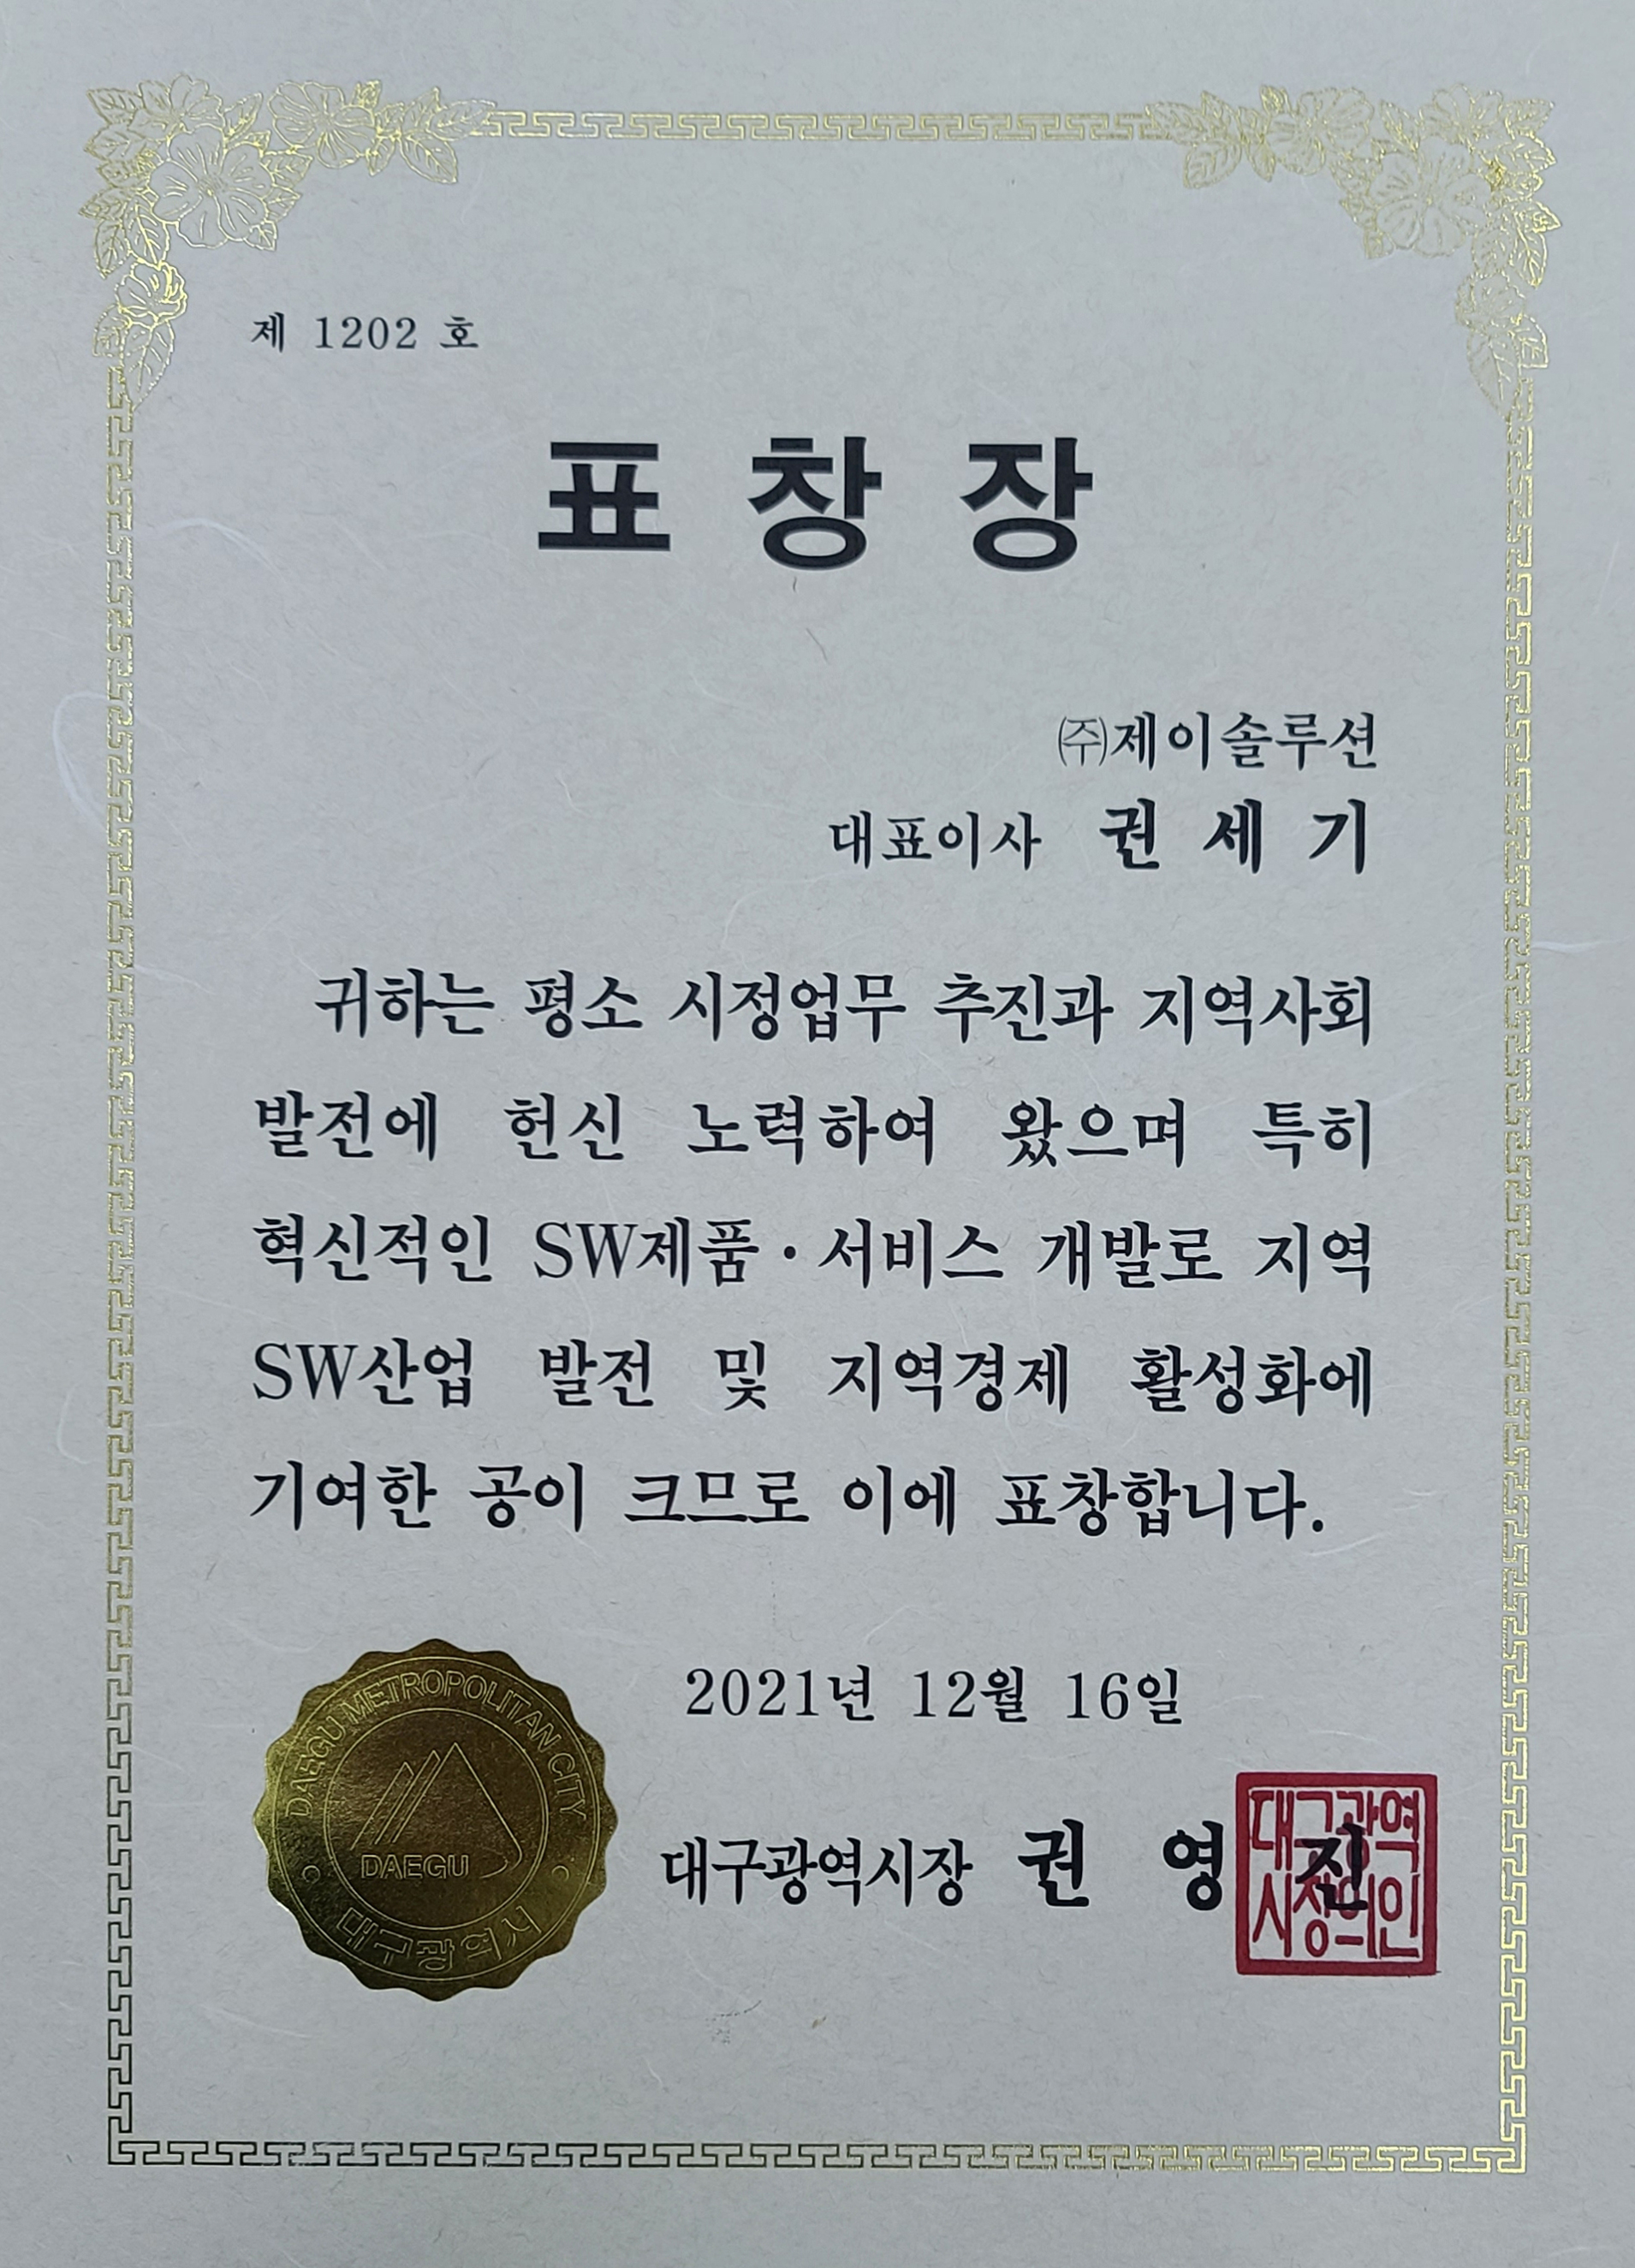 제 1202 호
표 창 장
㈜제이솔루션
대표이사 권 세 기
귀하는 평소 시정업무 추진과 지역사회
발전에 헌신 노력하여 왔으며 특히
혁신적인 SW제품·서비스 개발로 지역
SW산업 발전 및 지역경제 활성화에
기여한 공이 크므로 이에 표창합니다.
2021년 12월 16일
대구광역시장 권 영 진
대구광역
시장의인
DAEGU METROPOLITAN CITY
DAEGU
대구광역시